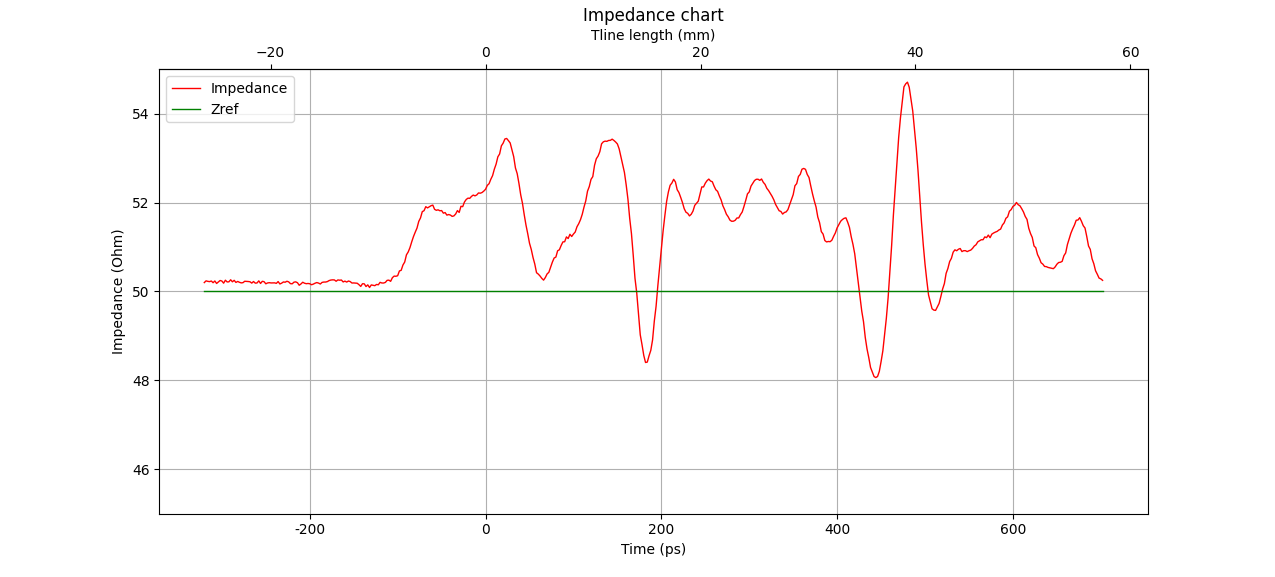 Impedance chart
Tline length (mm)
−20 0 20 40 60
Impedance
Zref
Impedance (Ohm)
54
52
50
48
46
-200 0 200 400 600
Time (ps)